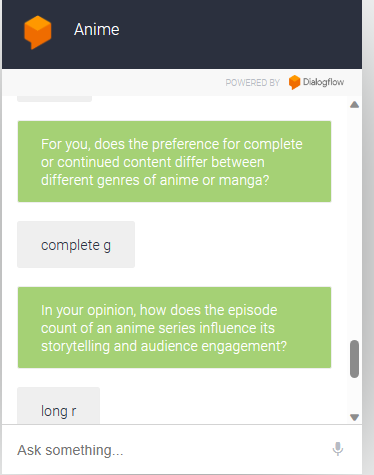 Anime
POWERED BY Dialogflow
For you, does the preference for complete
or continued content differ between
different genres of anime or manga?
complete g
In your opinion, how does the episode
count of an anime series influence its
storytelling and audience engagement?
long r
Ask something...